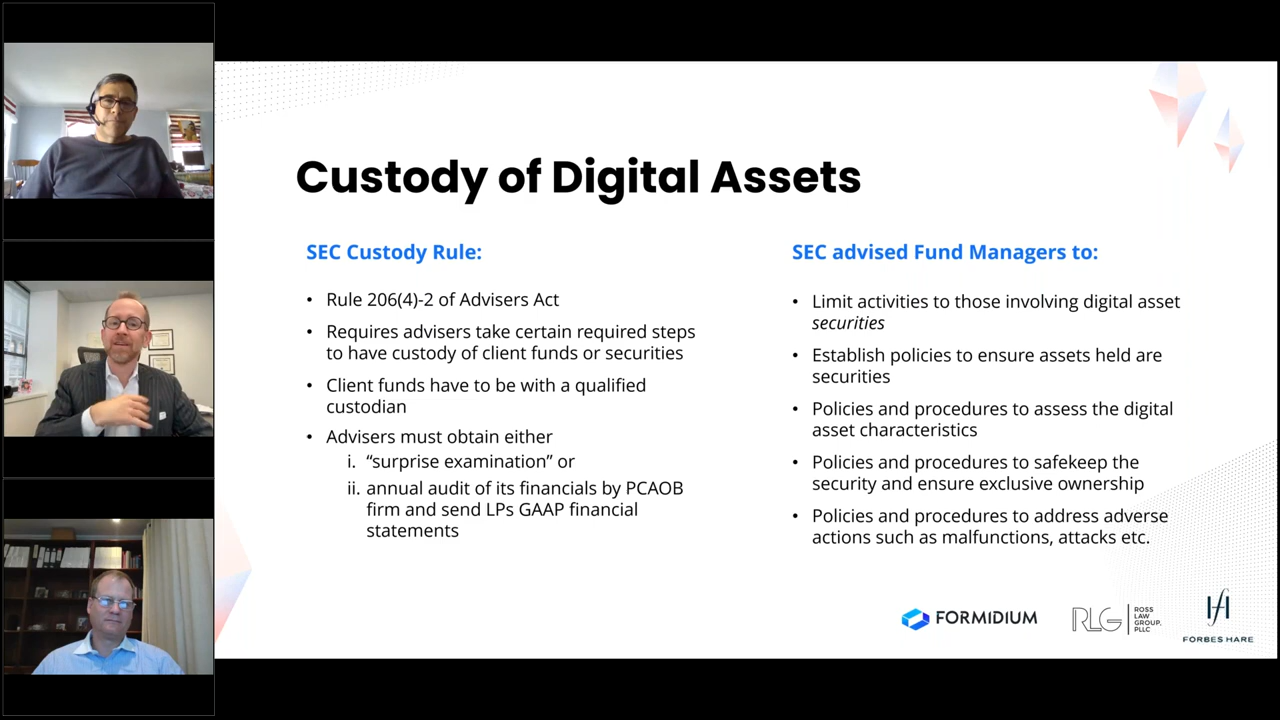 Custody of Digital Assets
SEC Custody Rule:
• Rule 206(4)-2 of Advisers Act
• Requires advisers take certain required steps
to have custody of client funds or securities
• Client funds have to be with a qualified
custodian
• Advisers must obtain either
i. “surprise examination” or
ii. annual audit of its financials by PCAOB
firm and send LPs GAAP financial
statements
SEC advised Fund Managers to:
• Limit activities to those involving digital asset
securities
• Establish policies to ensure assets held are
securities
• Policies and procedures to assess the digital
asset characteristics
• Policies and procedures to safekeep the
security and ensure exclusive ownership
• Policies and procedures to address adverse
actions such as malfunctions, attacks etc.
FORMIDIUM
RLG
ROSS
LAW
GROUP,
PLLC
FORBES HARE